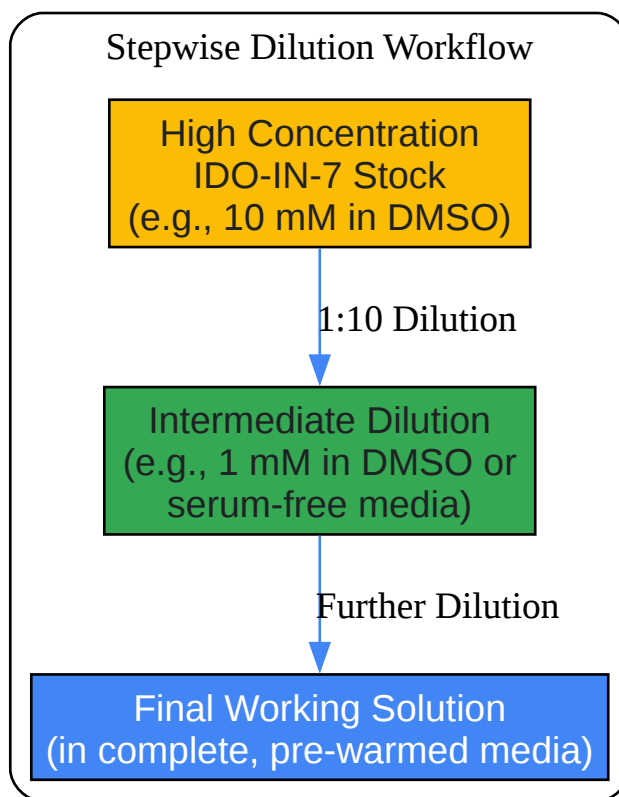 Stepwise Dilution Workflow
High Concentration
IDO-IN-7 Stock
(e.g., 10 mM in DMSO)
1:10 Dilution
Intermediate Dilution
(e.g., 1 mM in DMSO or
serum-free media)
Further Dilution
Final Working Solution
(in complete, pre-warmed media)